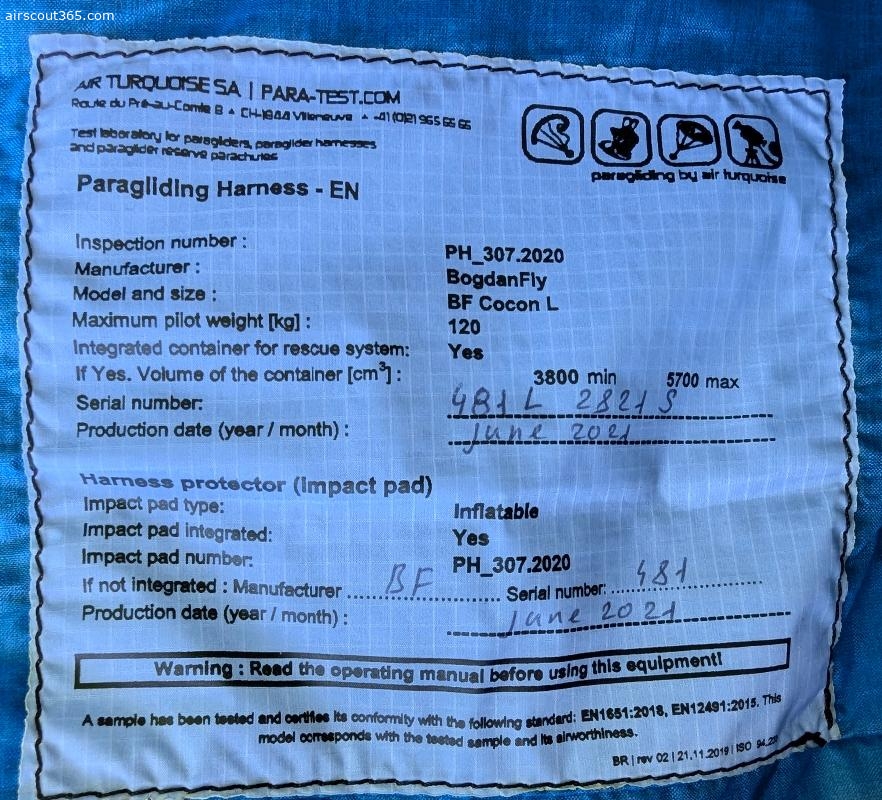 airscout365.com
AIR TURQUOISE SA | PARA-TEST.COM
Route du Pré-au-Comte 8 • CH-1844 Villeneuve • +41 (0)21 965 65 65
Test laboratory for paragliders, paraglider harnesses
and paraglider reserve parachutes
paragliding by air turquoise
Paragliding Harness - EN
Inspection number : PH_307.2020
Manufacturer : BogdanFly
Model and size : BF Cocon L
Maximum pilot weight [kg] : 120
Integrated container for rescue system: Yes
If Yes. Volume of the container [cm³] : 3800 min 5700 max
Serial number: 481 L 2821 S
Production date (year / month) : june 2021
Harness protector (Impact pad)
Impact pad type: Inflatable
Impact pad integrated: Yes
Impact pad number: PH_307.2020
If not integrated : Manufacturer BF Serial number: 481
Production date (year / month) : june 2021
Warning : Read the operating manual before using this equipment!
A sample has been tested and certifies its conformity with the following standard: EN1651:2018, EN12491:2015. This
model corresponds with the tested sample and its airworthiness.
BR | rev 02 | 21.11.2019 | ISO